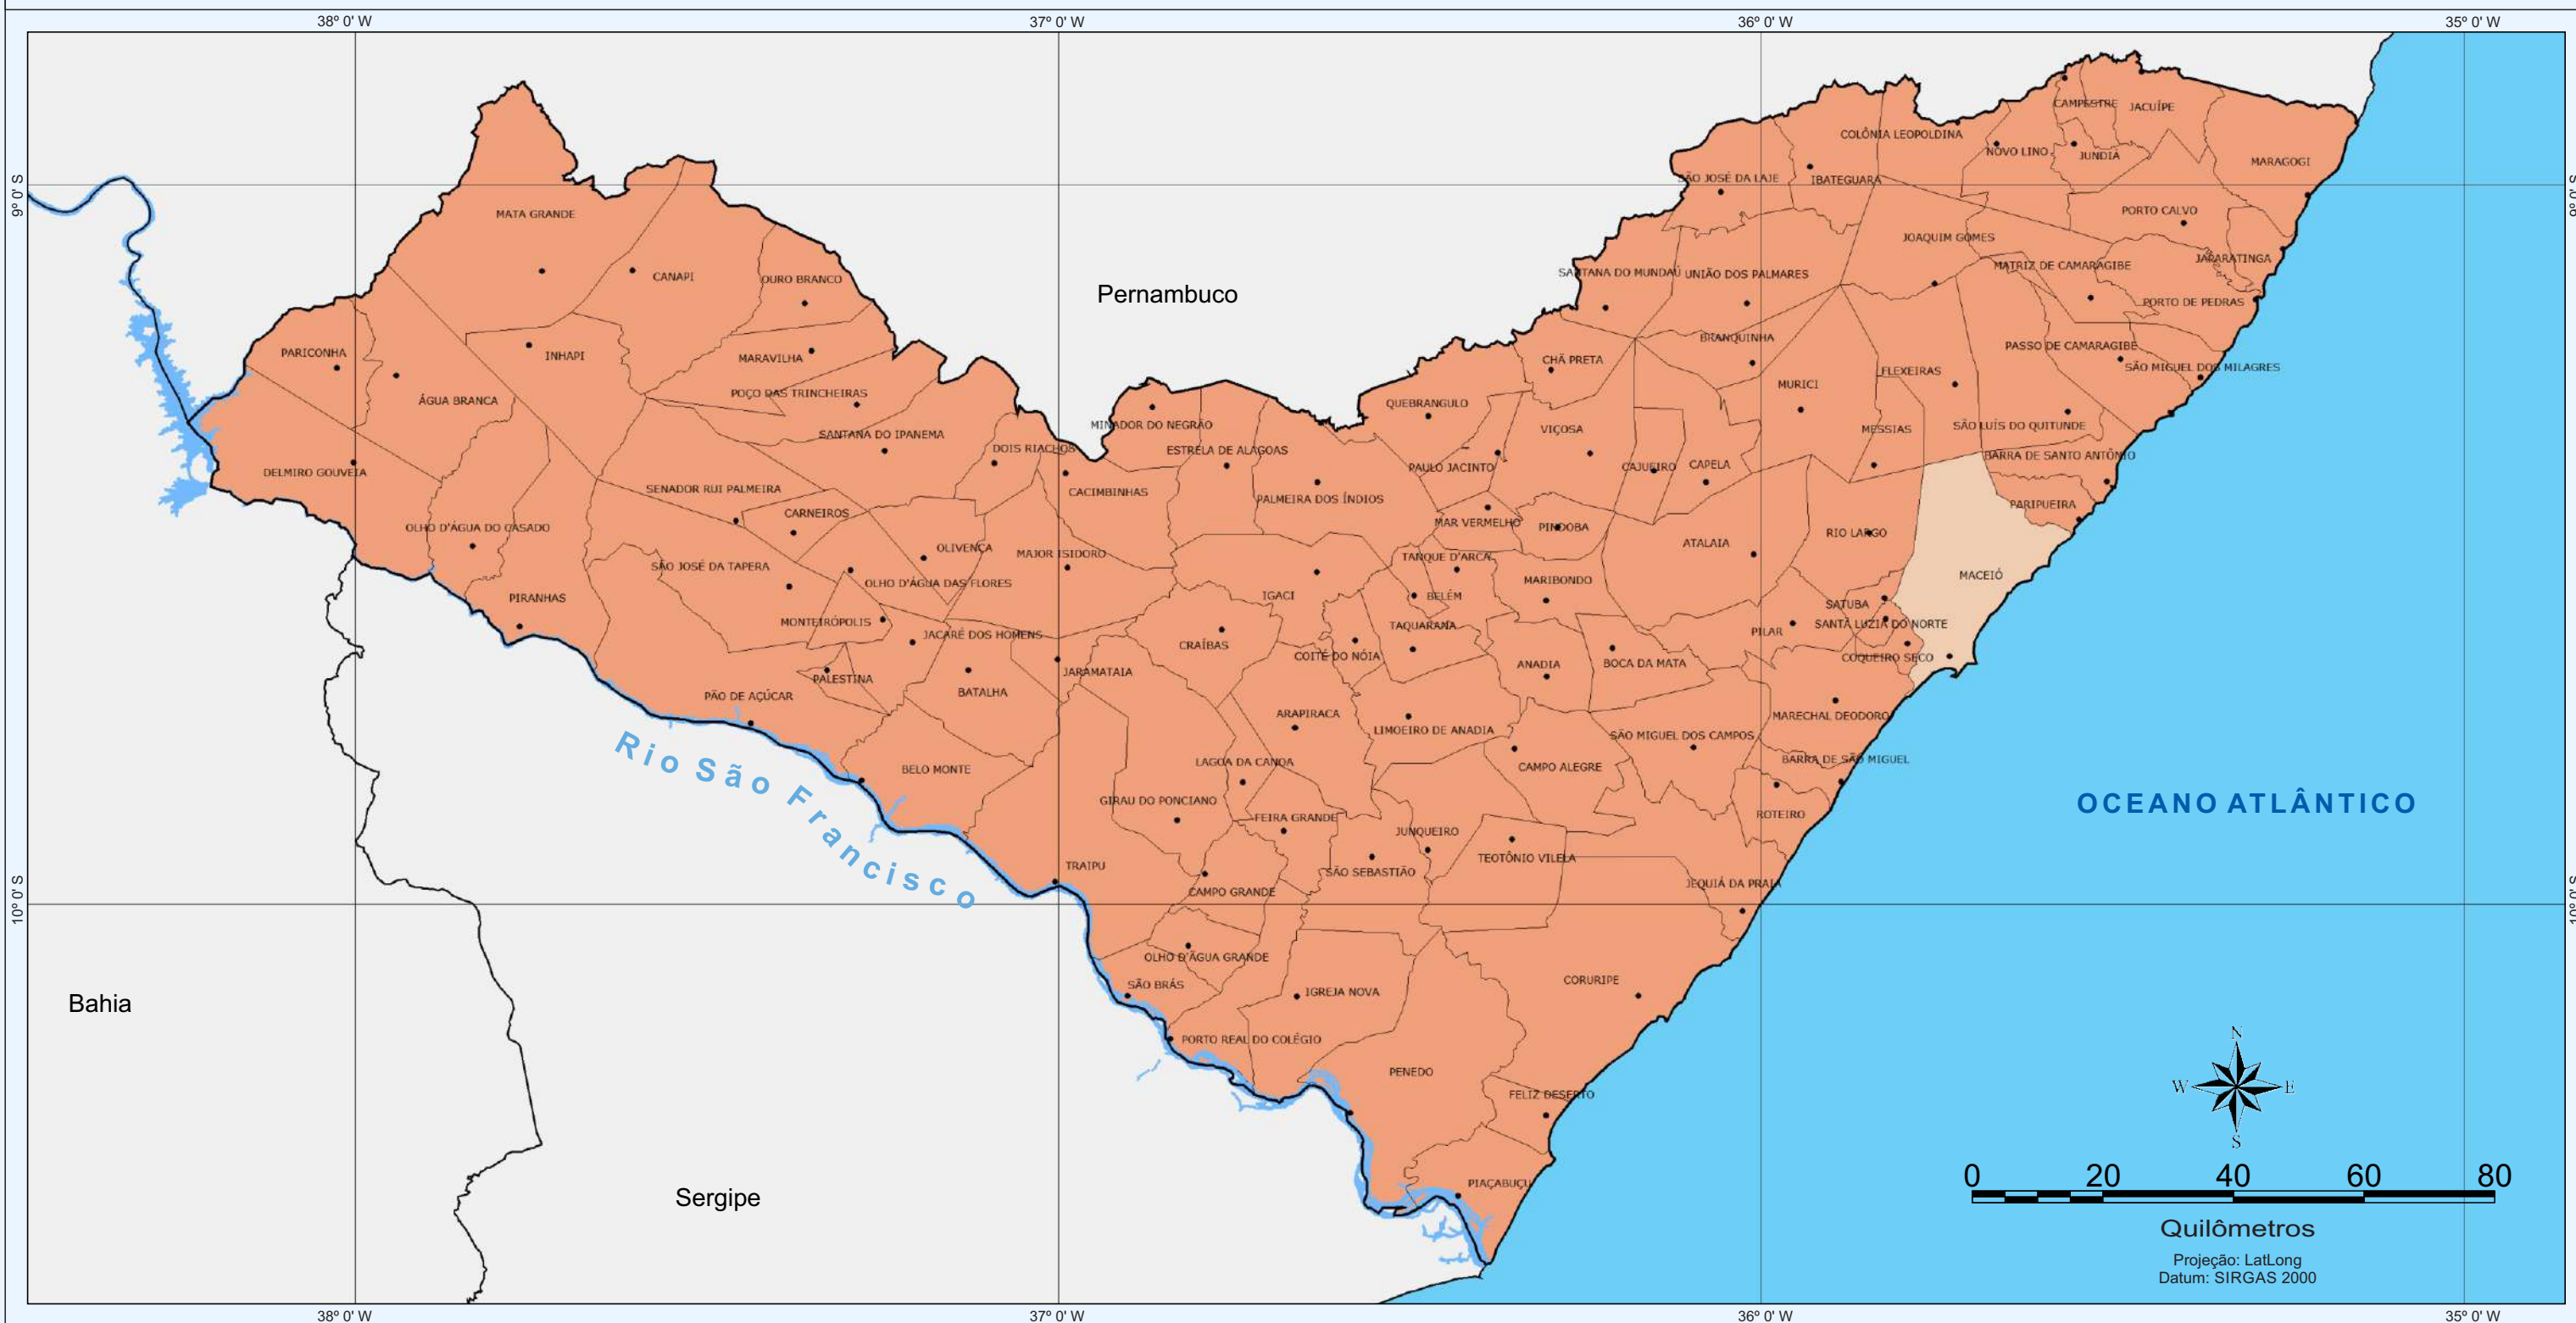 38º 0' W
37º 0' W
36º 0' W
35º 0' W
9º 0' S
9º 0' S
CAMPESTRE
JACUÍPE
COLÔNIA LEOPOLDINA
NOVO LINO
JUNDIÁ
MARAGOGI
SÃO JOSÉ DA LAJE
IBATEGUARA
MATA GRANDE
PORTO CALVO
JOAQUIM GOMES
CANAPI
OURO BRANCO
SANTANA DO MUNDAÚ
UNIÃO DOS PALMARES
MATRIZ DE CAMARAGIBE
JAPARATINGA
Pernambuco
PORTO DE PEDRAS
PARICONHA
INHAPI
MARAVILHA
CHÃ PRETA
BRANQUINHA
PASSO DE CAMARAGIBE
SÃO MIGUEL DOS MILAGRES
FLEXEIRAS
MURICI
ÁGUA BRANCA
POÇO DAS TRINCHEIRAS
QUEBRANGULO
MINADOR DO NEGRÃO
SANTANA DO IPANEMA
VIÇOSA
MESSIAS
SÃO LUÍS DO QUITUNDE
DOIS RIACHOS
ESTRELA DE ALAGOAS
BARRA DE SANTO ANTÔNIO
DELMIRO GOUVEIA
PAULO JACINTO
CAJUEIRO
CAPELA
SENADOR RUI PALMEIRA
CACIMBINHAS
PALMEIRA DOS ÍNDIOS
PARIPUEIRA
CARNEIROS
MAR VERMELHO
PINDOBA
OLHO D'ÁGUA DO CASADO
RIO LARGO
ATALAIA
OLIVENÇA
MAJOR ISIDORO
TANQUE D'ARCA
SÃO JOSÉ DA TAPERA
OLHO D'ÁGUA DAS FLORES
MARIBONDO
MACEIÓ
PIRANHAS
IGACI
BELÉM
SATUBA
MONTEIRÓPOLIS
JACARÉ DOS HOMENS
TAQUARANA
PILAR
SANTA LUZIA DO NORTE
CRAÍBAS
COITÉ DO NÓIA
ANADIA
BOCA DA MATA
COQUEIRO SECO
PALESTINA
BATALHA
JARAMATAIA
PÃO DE AÇÚCAR
ARAPIRACA
LIMOEIRO DE ANADIA
MARECHAL DEODORO
SÃO MIGUEL DOS CAMPOS
BELO MONTE
LAGOA DA CANOA
CAMPO ALEGRE
BARRA DE SÃO MIGUEL
Rio São Francisco
GIRAU DO PONCIANO
OCEANO ATLÂNTICO
FEIRA GRANDE
ROTEIRO
JUNQUEIRO
TEOTÔNIO VILELA
TRAIPU
SÃO SEBASTIÃO
JEQUIÁ DA PRAIA
CAMPO GRANDE
10º 0' S
10º 0' S
OLHO D'ÁGUA GRANDE
CORURIPE
SÃO BRÁS
IGREJA NOVA
Bahia
PORTO REAL DO COLÉGIO
PENEDO
FELIZ DESERTO
PIAÇABUÇU
Sergipe
N
W
E
S
0 20 40 60 80
Quilômetros
Projeção: LatLong
Datum: SIRGAS 2000
38º 0' W
37º 0' W
36º 0' W
35º 0' W